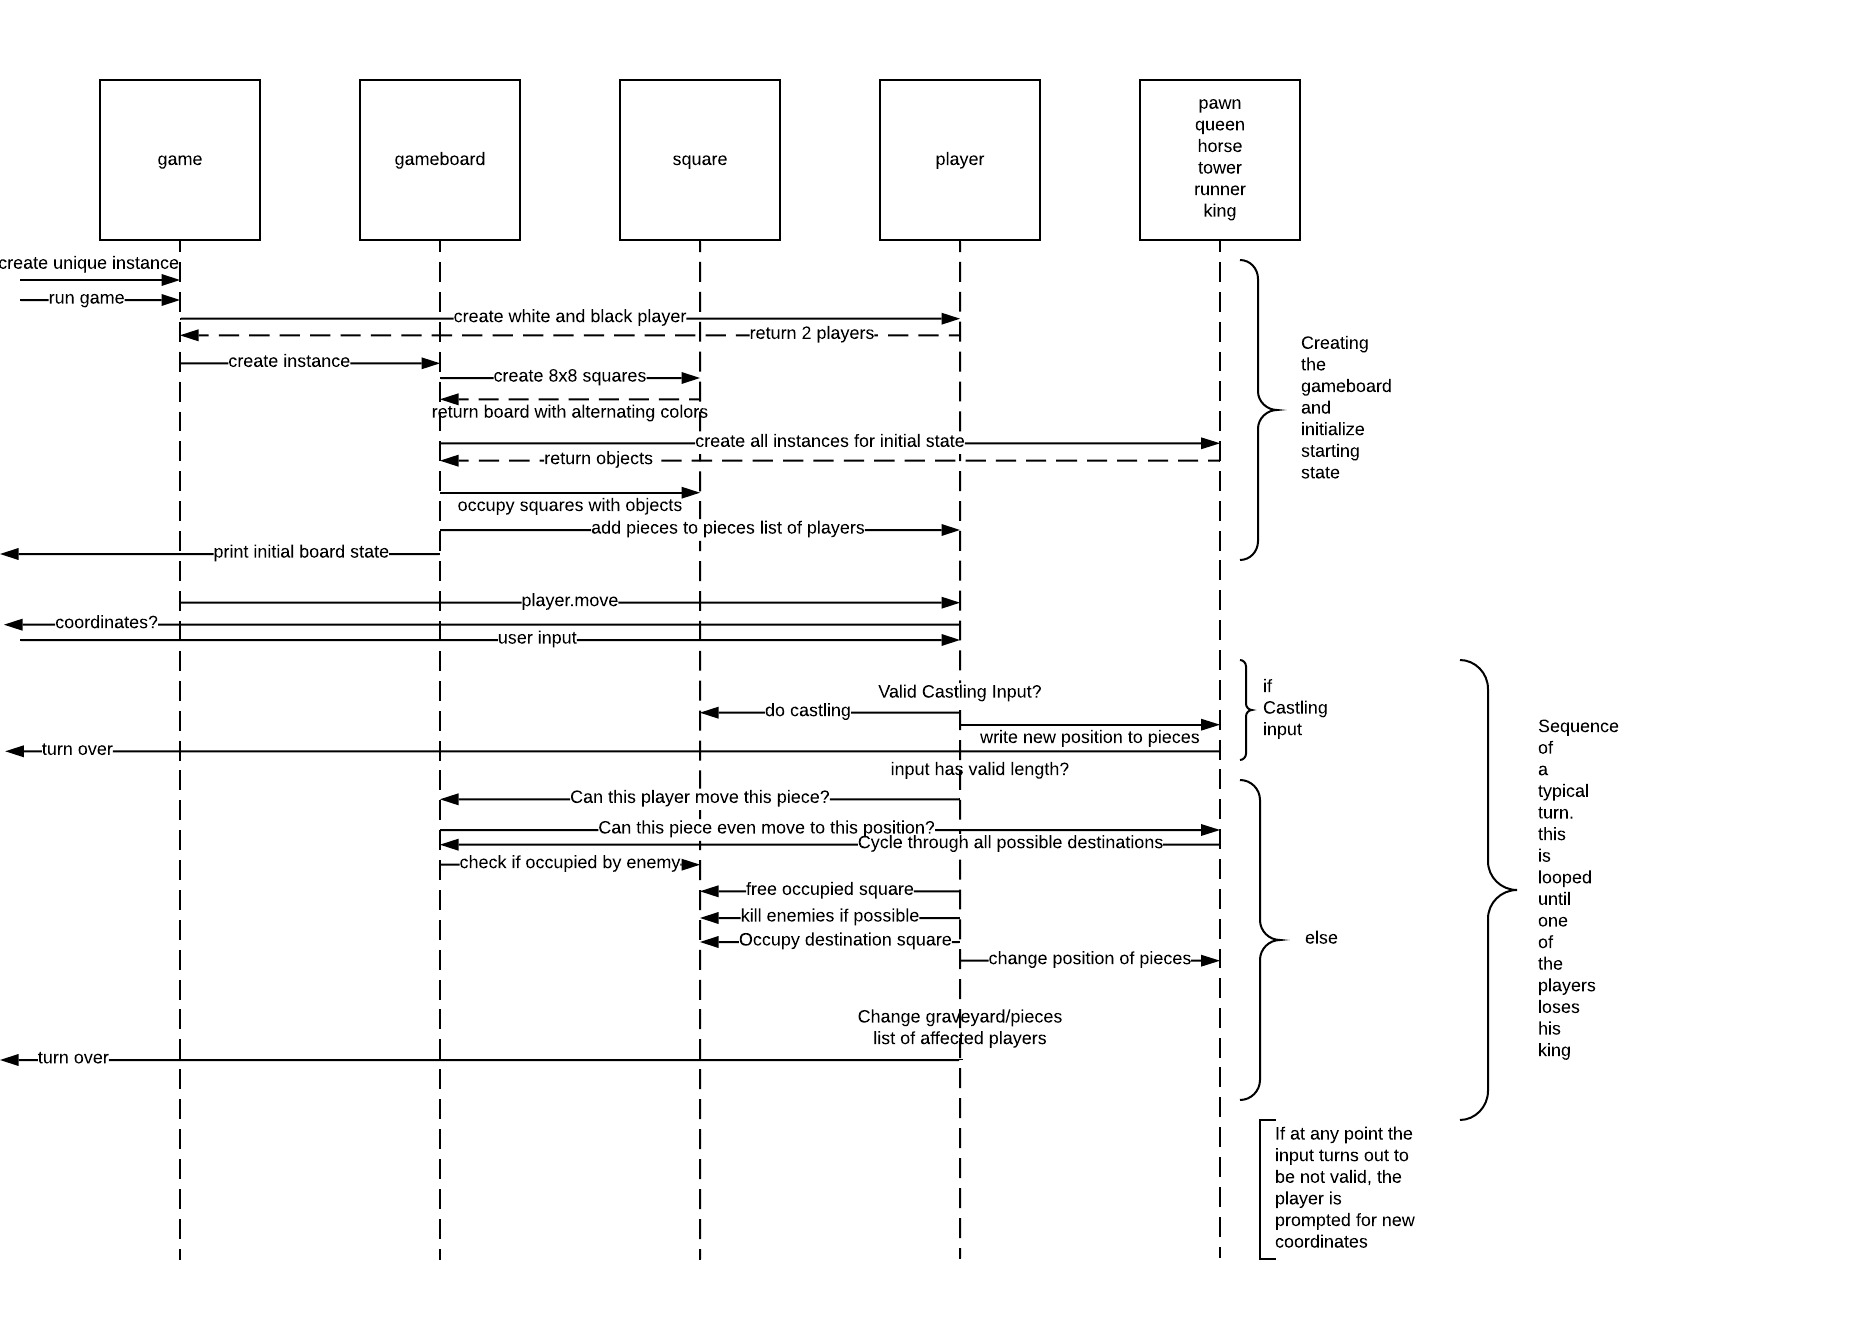 game
gameboard
square
player
pawn
queen
horse
tower
runner
king
create unique instance
run game
create white and black player
return 2 players
create instance
create 8x8 squares
return board with alternating colors
create all instances for initial state
return objects
occupy squares with objects
add pieces to pieces list of players
print initial board state
Creating
the
gameboard
and
initialize
starting
state
player.move
coordinates?
user input
Valid Castling Input?
do castling
write new position to pieces
turn over
if
Castling
input
input has valid length?
Can this player move this piece?
Can this piece even move to this position?
Cycle through all possible destinations
check if occupied by enemy
free occupied square
kill enemies if possible
Occupy destination square
change position of pieces
Change graveyard/pieces
list of affected players
turn over
else
Sequence
of
a
typical
turn.
this
is
looped
until
one
of
the
players
loses
his
king
If at any point the
input turns out to
be not valid, the
player is
prompted for new
coordinates